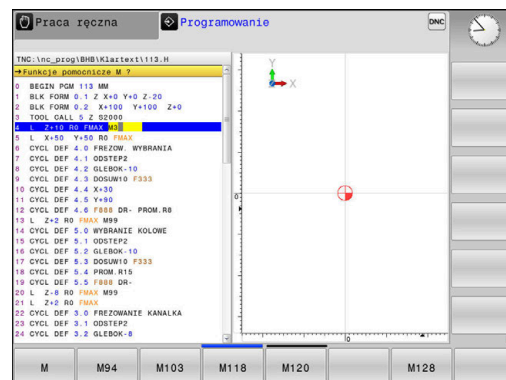 Praca ręczna
Programowanie
DNC
TNC:\nc_prog\BHB\Klartext\113.H
→Funkcje pomocnicze M ?
0 BEGIN PGM 113 MM
1 BLK FORM 0.1 Z X+0 Y+0 Z-20
2 BLK FORM 0.2 X+100 Y+100 Z+0
3 TOOL CALL 5 Z S2000
4 L Z+10 R0 FMAX M3
5 L X+50 Y+50 R0 FMAX
6 CYCL DEF 4.0 FREZOW. WYBRANIA
7 CYCL DEF 4.1 ODSTEP2
8 CYCL DEF 4.2 GLEBOK-10
9 CYCL DEF 4.3 DOSUW10 F333
10 CYCL DEF 4.4 X+30
11 CYCL DEF 4.5 Y+90
12 CYCL DEF 4.6 F888 DR- PROM.R8
13 L Z+2 R0 FMAX M99
14 CYCL DEF 5.0 WYBRANIE KOLOWE
15 CYCL DEF 5.1 ODSTEP2
16 CYCL DEF 5.2 GLEBOK-10
17 CYCL DEF 5.3 DOSUW10 F333
18 CYCL DEF 5.4 PROM.R15
19 CYCL DEF 5.5 F888 DR-
20 L Z-8 R0 FMAX M99
21 L Z+2 R0 FMAX
22 CYCL DEF 3.0 FREZOWANIE KANALKA
23 CYCL DEF 3.1 ODSTEP2
24 CYCL DEF 3.2 GLEBOK-8
Y
X
0
0
M M94 M103 M118 M120 M128